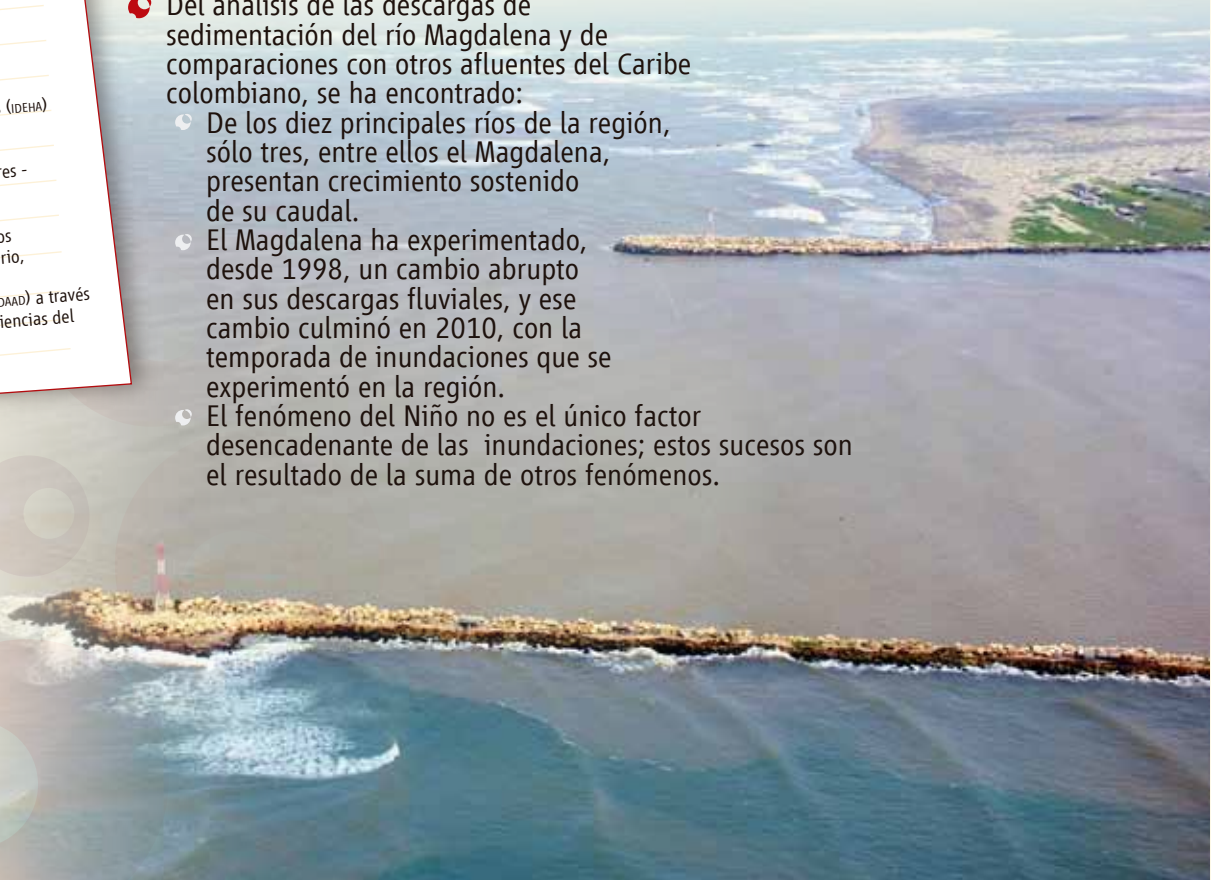 (IDEHA)
res -
os
rio,
DAAD) a través
iencias del
Del análisis de las descargas de
sedimentación del río Magdalena y de
comparaciones con otros afluentes del Caribe
colombiano, se ha encontrado:
De los diez principales ríos de la región,
sólo tres, entre ellos el Magdalena,
presentan crecimiento sostenido
de su caudal.
El Magdalena ha experimentado,
desde 1998, un cambio abrupto
en sus descargas fluviales, y ese
cambio culminó en 2010, con la
temporada de inundaciones que se
experimentó en la región.
El fenómeno del Niño no es el único factor
desencadenante de las inundaciones; estos sucesos son
el resultado de la suma de otros fenómenos.